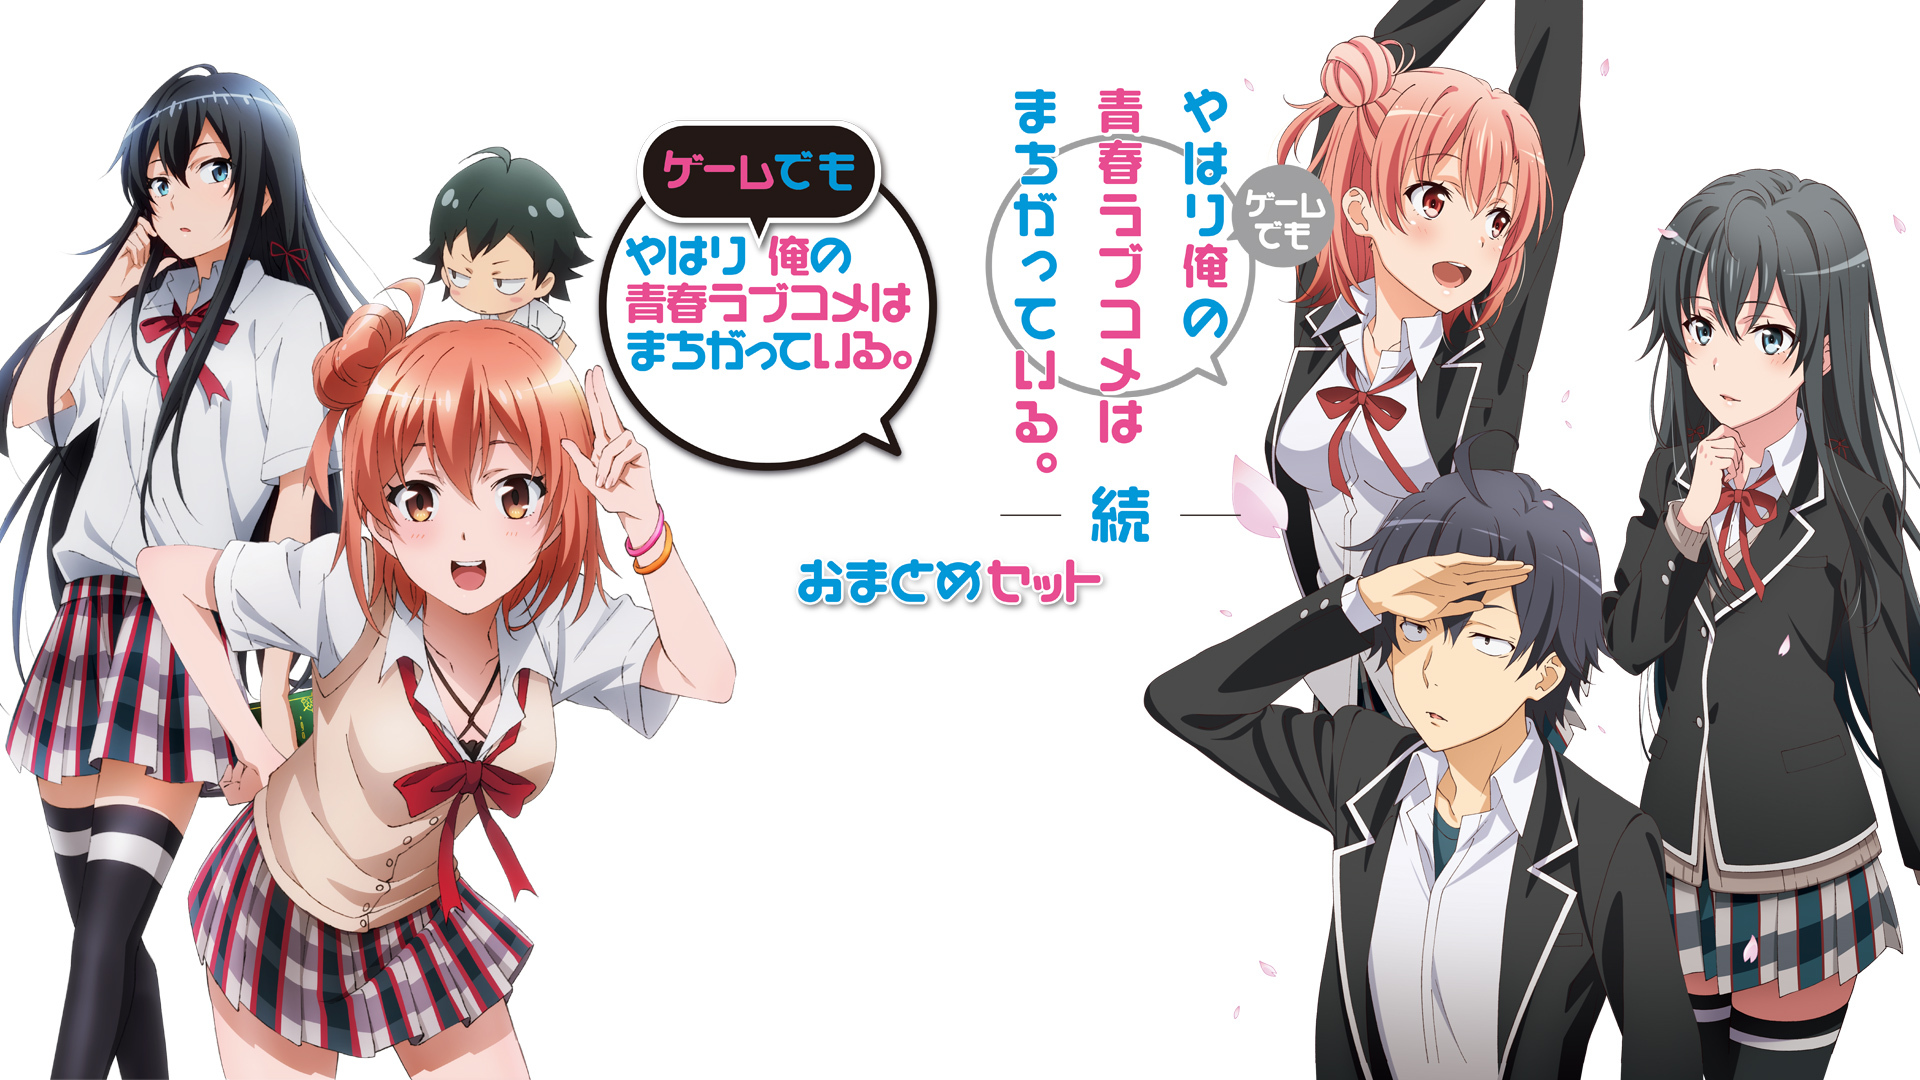 ゲームでも
やはり俺の
青春ラブコメは
まちがっている。
やはり俺の
ゲーム
でも
青春ラブコメは
まちがっている。
続
おまとめセット